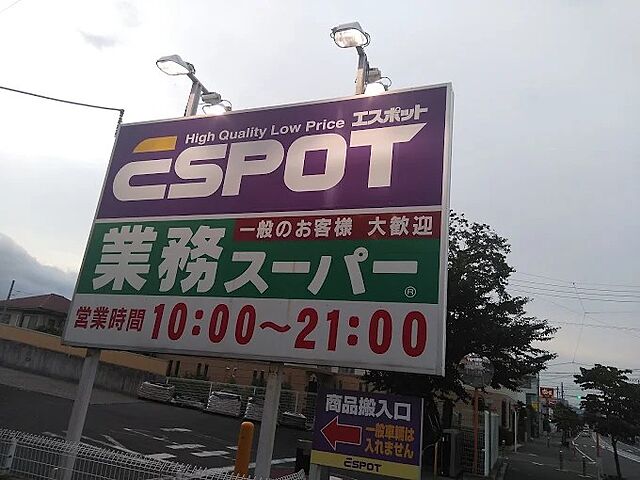 High Quality Low Price エスポット
ESPOT
一般のお客様 大歓迎
業務スーパー®
営業時間 10:00～21:00
商品搬入口
一般車輌は
入れません
ESPOT